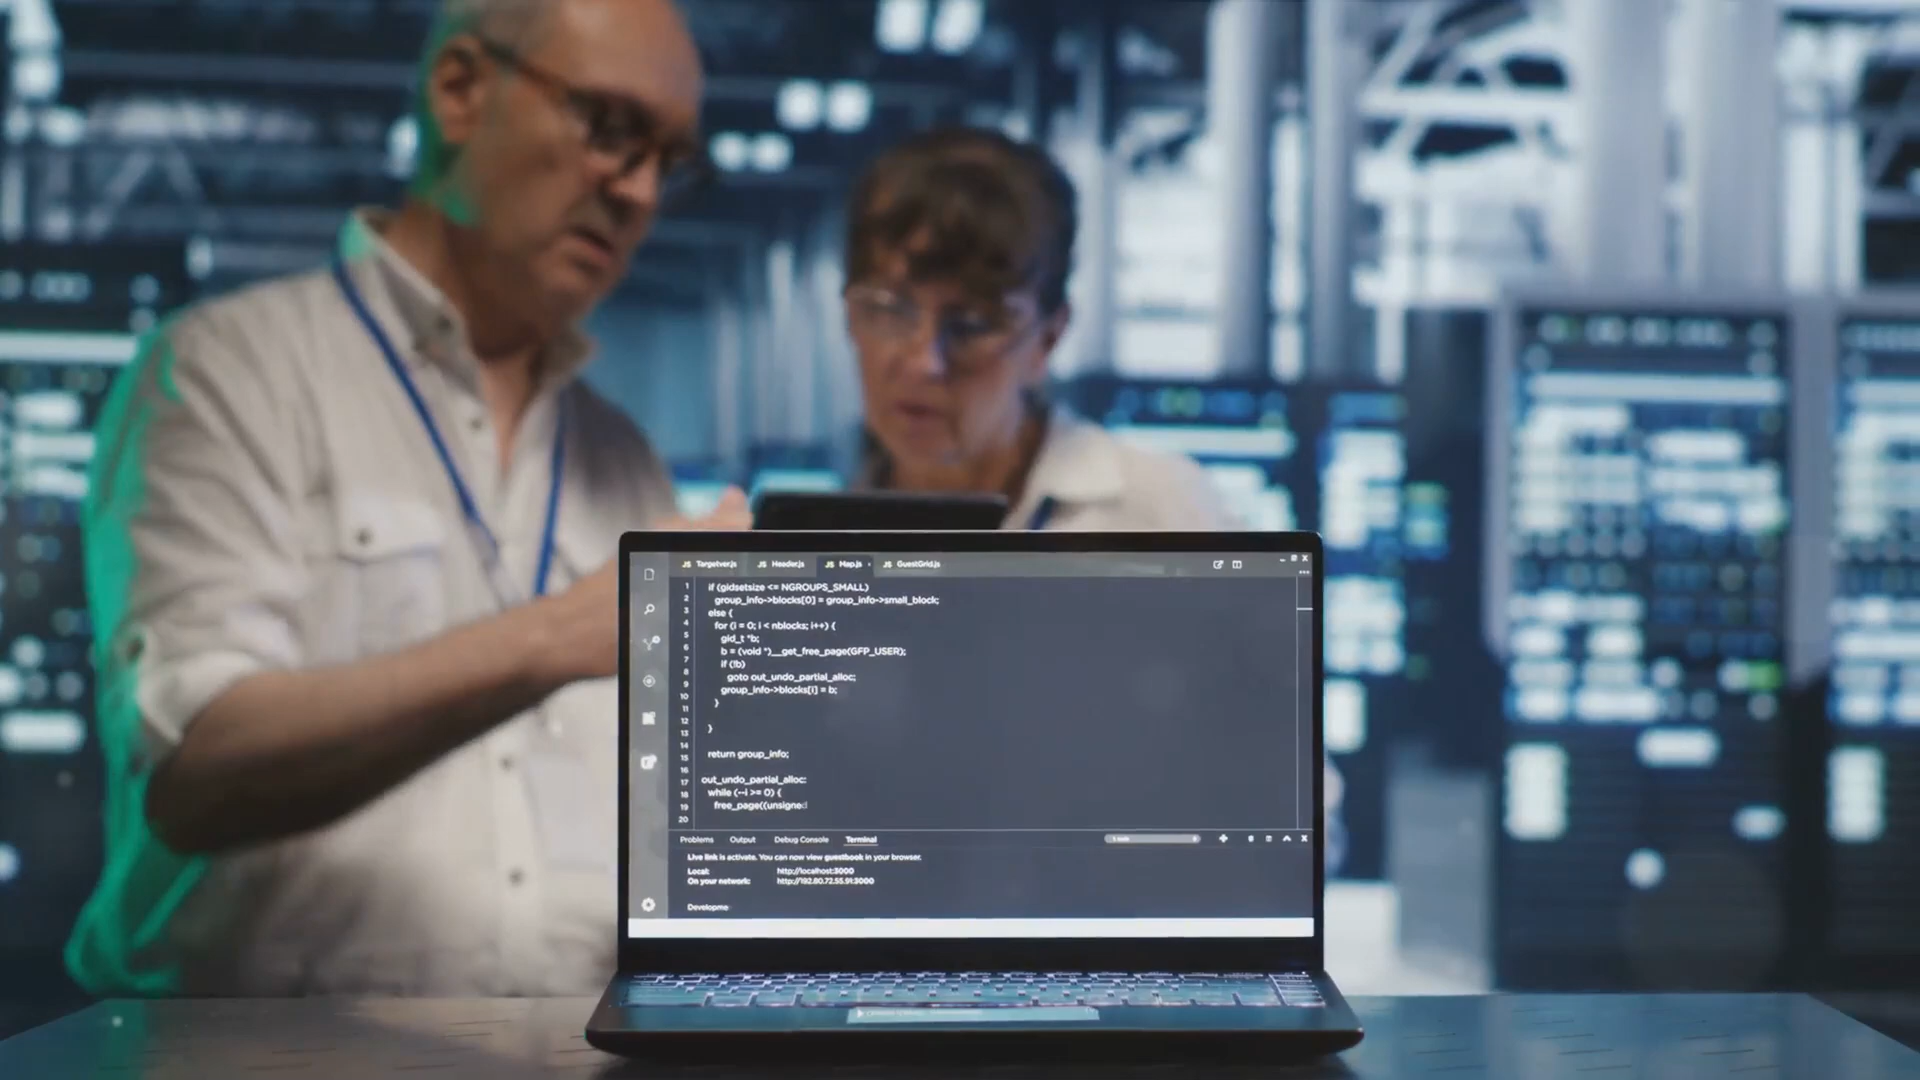 Targetver.js Header.js Map.js GuestGrid.js
1 if (gidsetsize <= NGROUPS_SMALL)
2 group_info->blocks[0] = group_info->small_block;
3 else {
4 for (i = 0; i < nblocks; i++) {
5 gid_t *b;
6 b = (void *)__get_free_page(GFP_USER);
7 if (!b)
8 goto out_undo_partial_alloc;
9 group_info->blocks[i] = b;
10 }
11
12 }
13
14 return group_info;
15
16 out_undo_partial_alloc:
17 while (--i >= 0) {
18 free_page((unsigned
19
20
Problems Output Debug Console Terminal
Live link is activate. You can now view guestbook in your browser.
Local: http://localhost:3000
On your network: http://192.80.72.55.91:3000
Developme